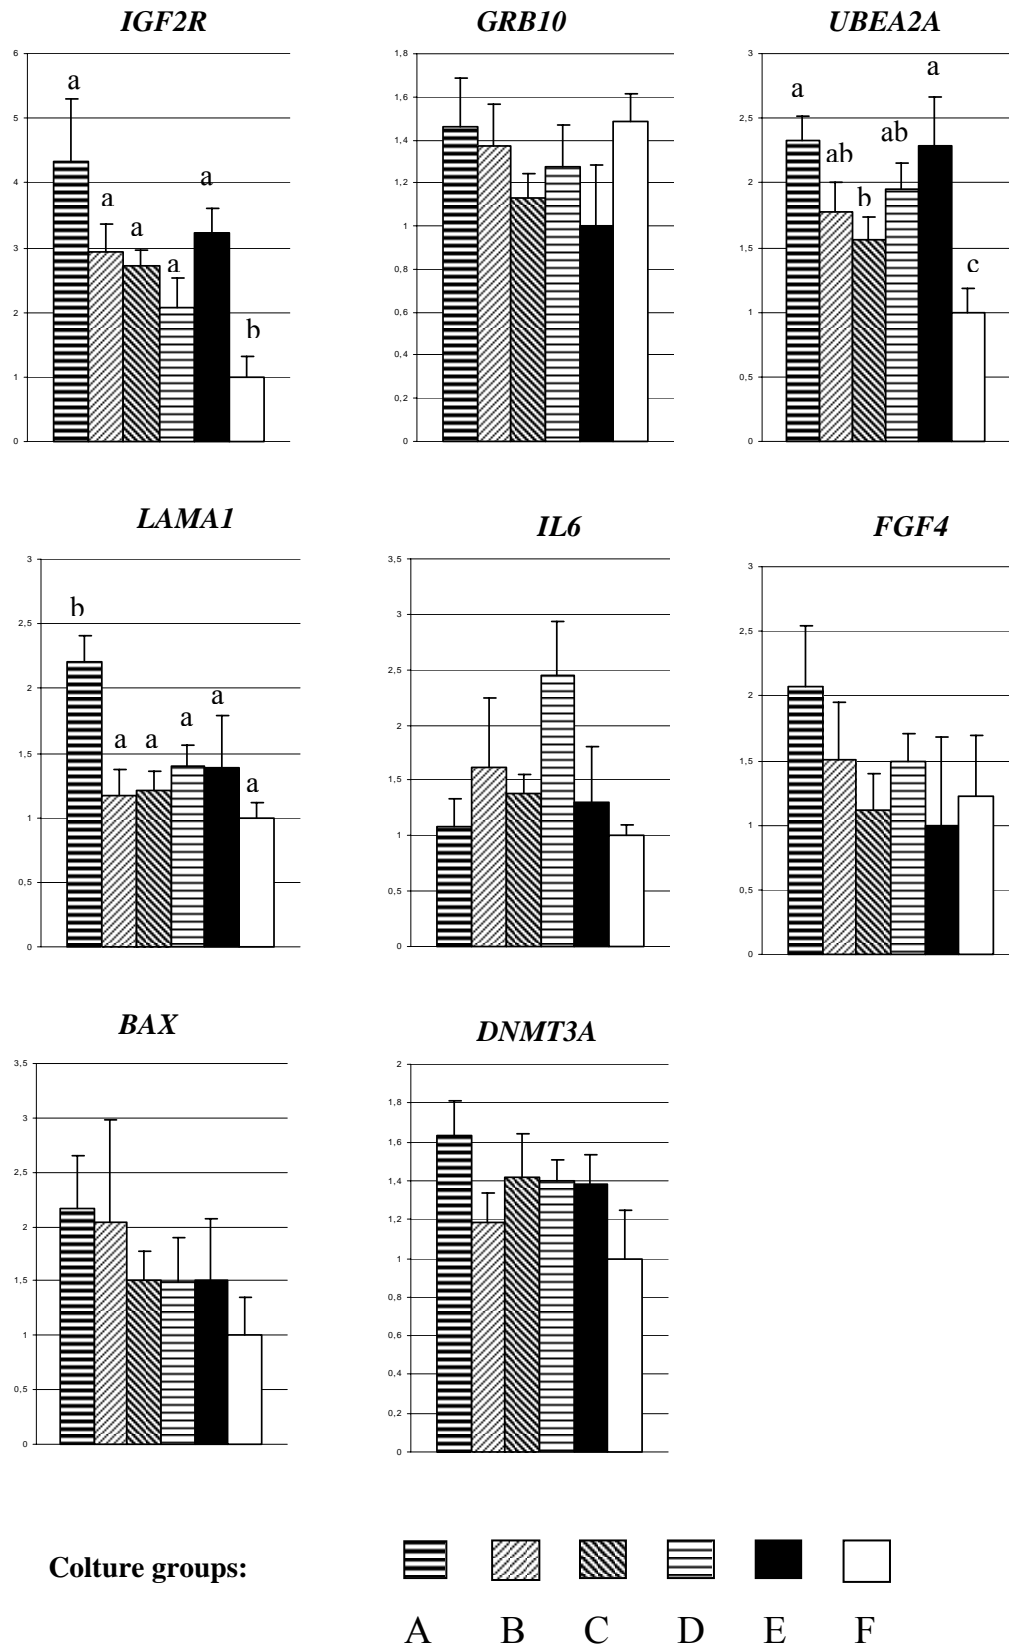 IGF2R GRB10 UBEA2A
6
5
4
3
2
1
0
a
a
a
a
a
b
1,8
1,6
1,4
1,2
1
0,8
0,6
0,4
0,2
0
3
2,5
2
1,5
1
0,5
0
a
ab
b
ab
a
c
LAMA1 IL6 FGF4
3
2,5
2
1,5
1
0,5
0
b
a
a
a
a
a
3,5
3
2,5
2
1,5
1
0,5
0
3
2,5
2
1,5
1
0,5
0
BAX DNMT3A
3,5
3
2,5
2
1,5
1
0,5
0
2
1,8
1,6
1,4
1,2
1
0,8
0,6
0,4
0,2
0
Colture groups:
A B C D E F